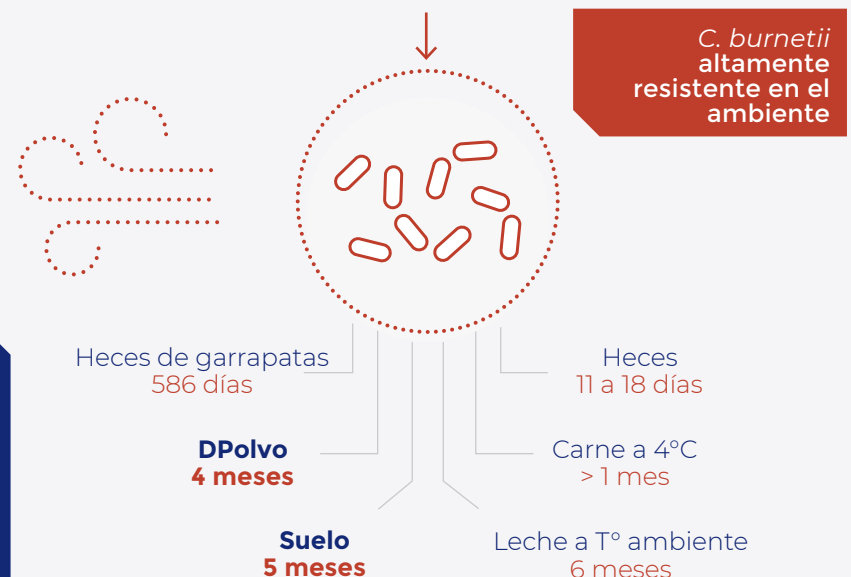 C. burnetii
altamente
resistente en el
ambiente
Heces de garrapatas
586 días
Heces
11 a 18 días
DPolvo
4 meses
Carne a 4°C
> 1 mes
Suelo
5 meses
Leche a T° ambiente
6 meses